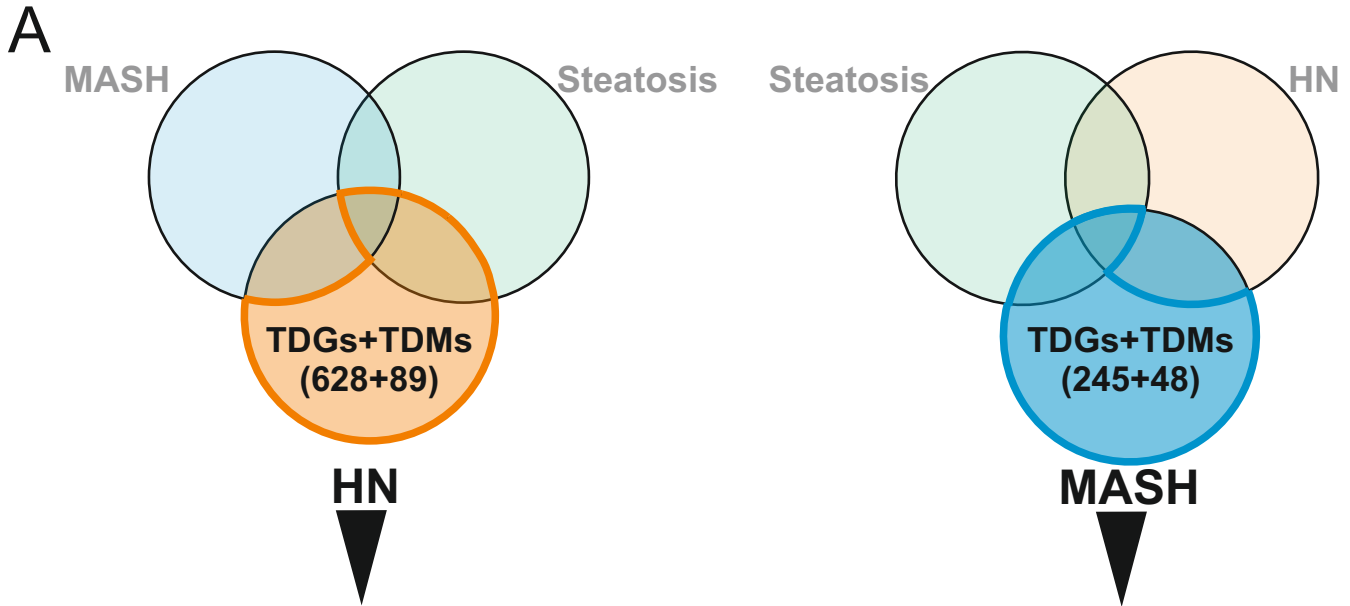 A
MASH
Steatosis
Steatosis
HN
TDGs+TDMs
(628+89)
TDGs+TDMs
(245+48)
HN
MASH